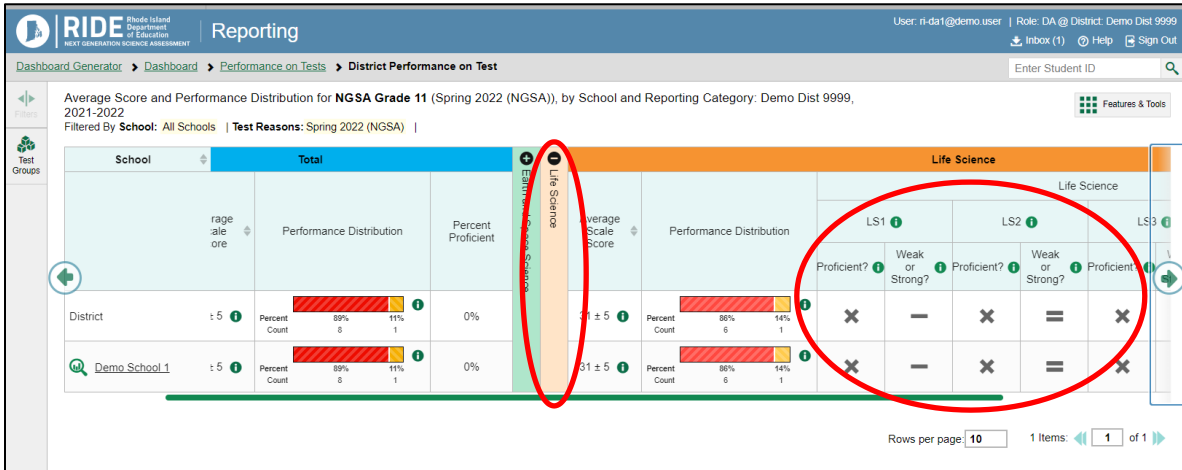 RIDE Rhode Island Department of Education
NEXT GENERATION SCIENCE ASSESSMENT
Reporting
User: ri-da1@demo.user | Role: DA @ District: Demo Dist 9999
Inbox (1) Help Sign Out
Dashboard Generator Dashboard Performance on Tests District Performance on Test
Enter Student ID
Filters
Test Groups
Average Score and Performance Distribution for NGSA Grade 11 (Spring 2022 (NGSA)), by School and Reporting Category: Demo Dist 9999,
2021-2022
Filtered By School: All Schools | Test Reasons: Spring 2022 (NGSA) |
Features & Tools
School Total Life Science
Earth and Space Science
Life Science
Life Science
rage
cale
ore
Performance Distribution
Percent
Proficient
Average
Scale
Score
Performance Distribution
LS1 LS2 LS3
Proficient? Weak or Strong? Proficient? Weak or Strong? Proficient?
District ± 5 Percent 89% 11% 0% 31 ± 5 Percent 86% 14%
Count 8 1 Count 6 1
Demo School 1 ± 5 Percent 89% 11% 0% 31 ± 5 Percent 86% 14%
Count 8 1 Count 6 1
Rows per page: 10 1 Items: 1 of 1